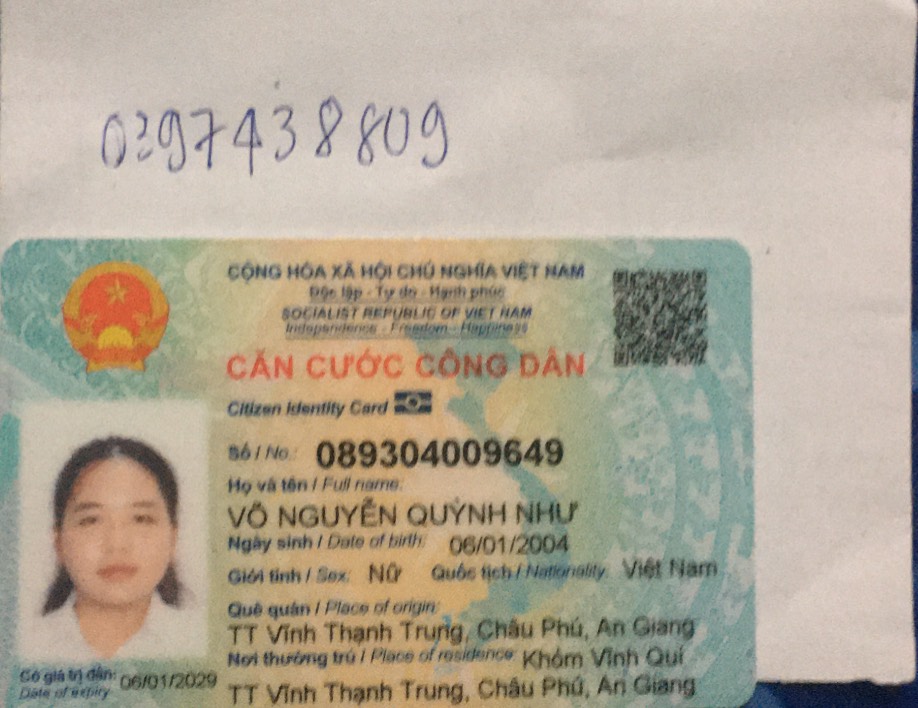 0397438809
CỘNG HÒA XÃ HỘI CHỦ NGHĨA VIỆT NAM
Độc lập - Tự do - Hạnh phúc
SOCIALIST REPUBLIC OF VIET NAM
Independence - Freedom - Happiness
CĂN CƯỚC CÔNG DÂN
Citizen Identity Card
Số / No.: 089304009649
Họ và tên / Full name:
VÕ NGUYỄN QUỲNH NHƯ
Ngày sinh / Date of birth: 06/01/2004
Giới tính / Sex: Nữ Quốc tịch / Nationality: Việt Nam
Quê quán / Place of origin:
TT Vĩnh Thạnh Trung, Châu Phú, An Giang
Nơi thường trú / Place of residence: Khóm Vĩnh Quí
TT Vĩnh Thạnh Trung, Châu Phú, An Giang
Có giá trị đến: 06/01/2029
Date of expiry